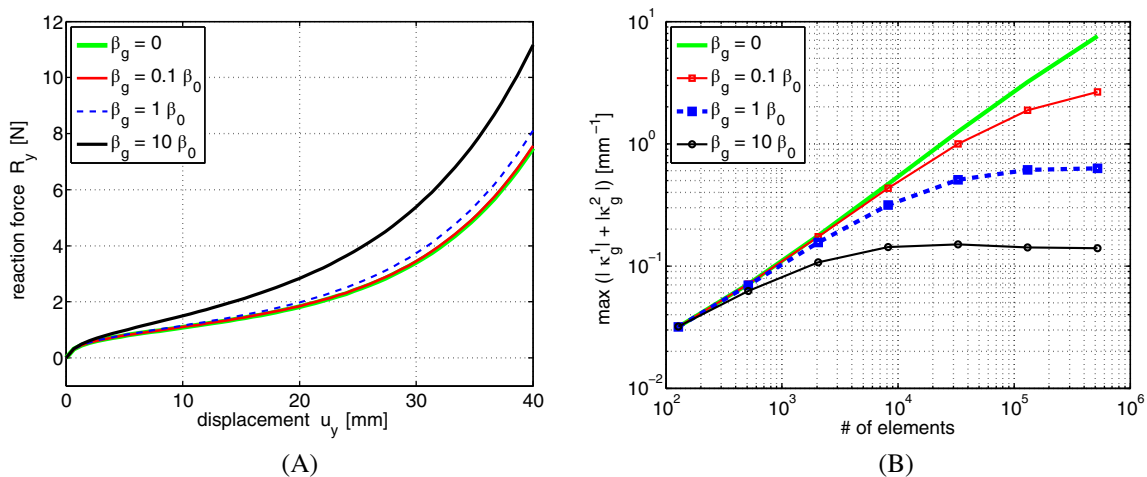 12
10
8
6
4
2
0
reaction force R_y [N]
β_g = 0
β_g = 0.1 β_0
β_g = 1 β_0
β_g = 10 β_0
0 10 20 30 40
displacement u_y [mm]
(A)
10^1
10^0
10^-1
10^-2
max (| κ_g^1| + |κ_g^2 |) [mm^-1]
β_g = 0
β_g = 0.1 β_0
β_g = 1 β_0
β_g = 10 β_0
10^2 10^3 10^4 10^5 10^6
# of elements
(B)